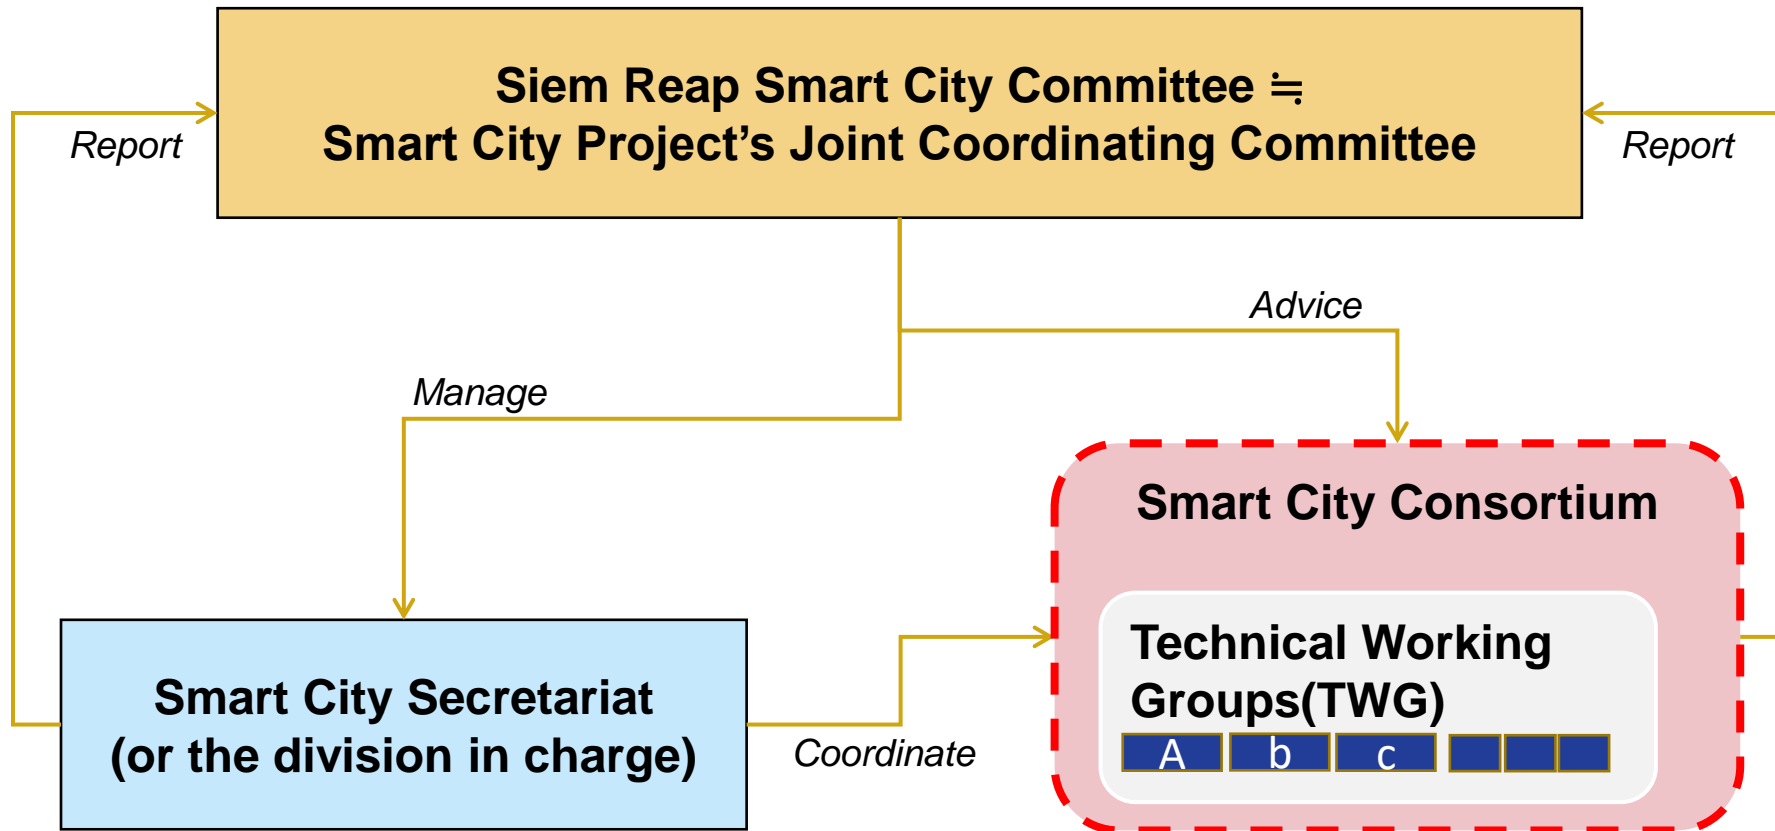 Siem Reap Smart City Committee ≒
Smart City Project’s Joint Coordinating Committee
Report
Report
Advice
Manage
Smart City Consortium
Technical Working
Groups(TWG)
A b c
Smart City Secretariat
(or the division in charge)
Coordinate